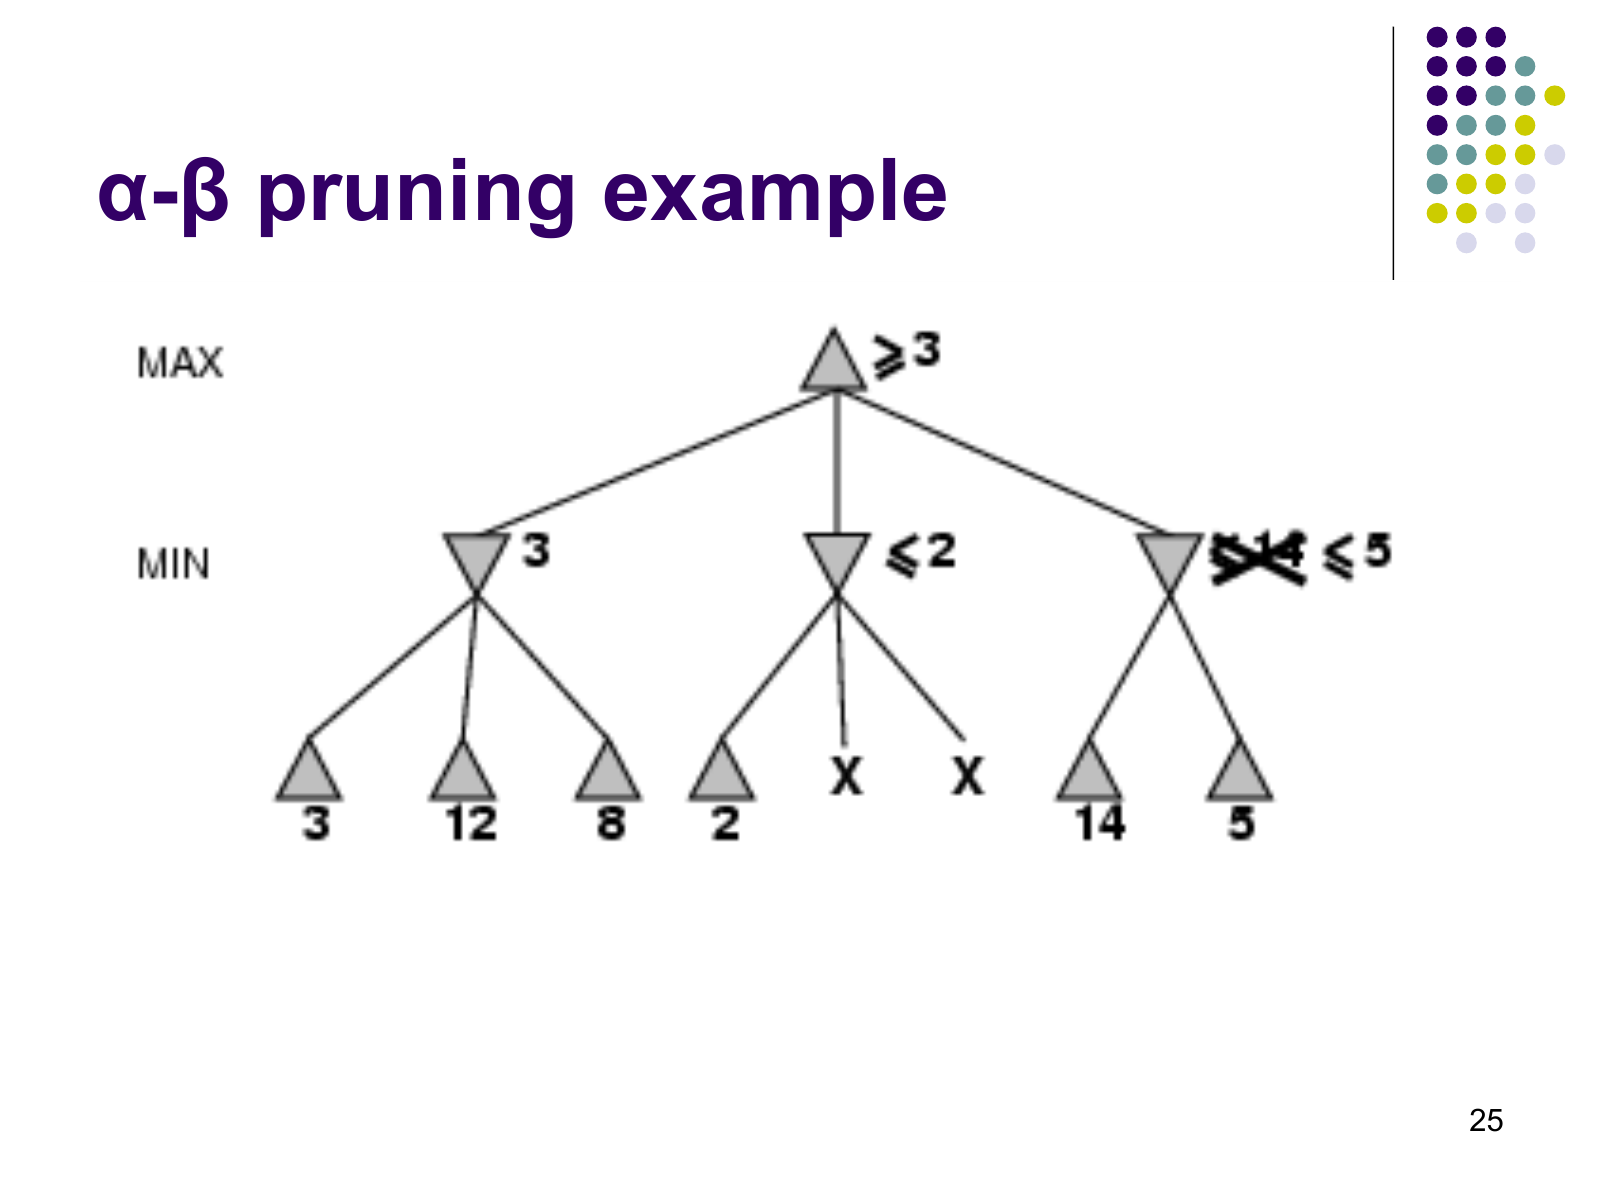 α-β pruning example
MAX ≥3
MIN 3 ≤2 ≤5
X X
3 12 8 2 14 5
25